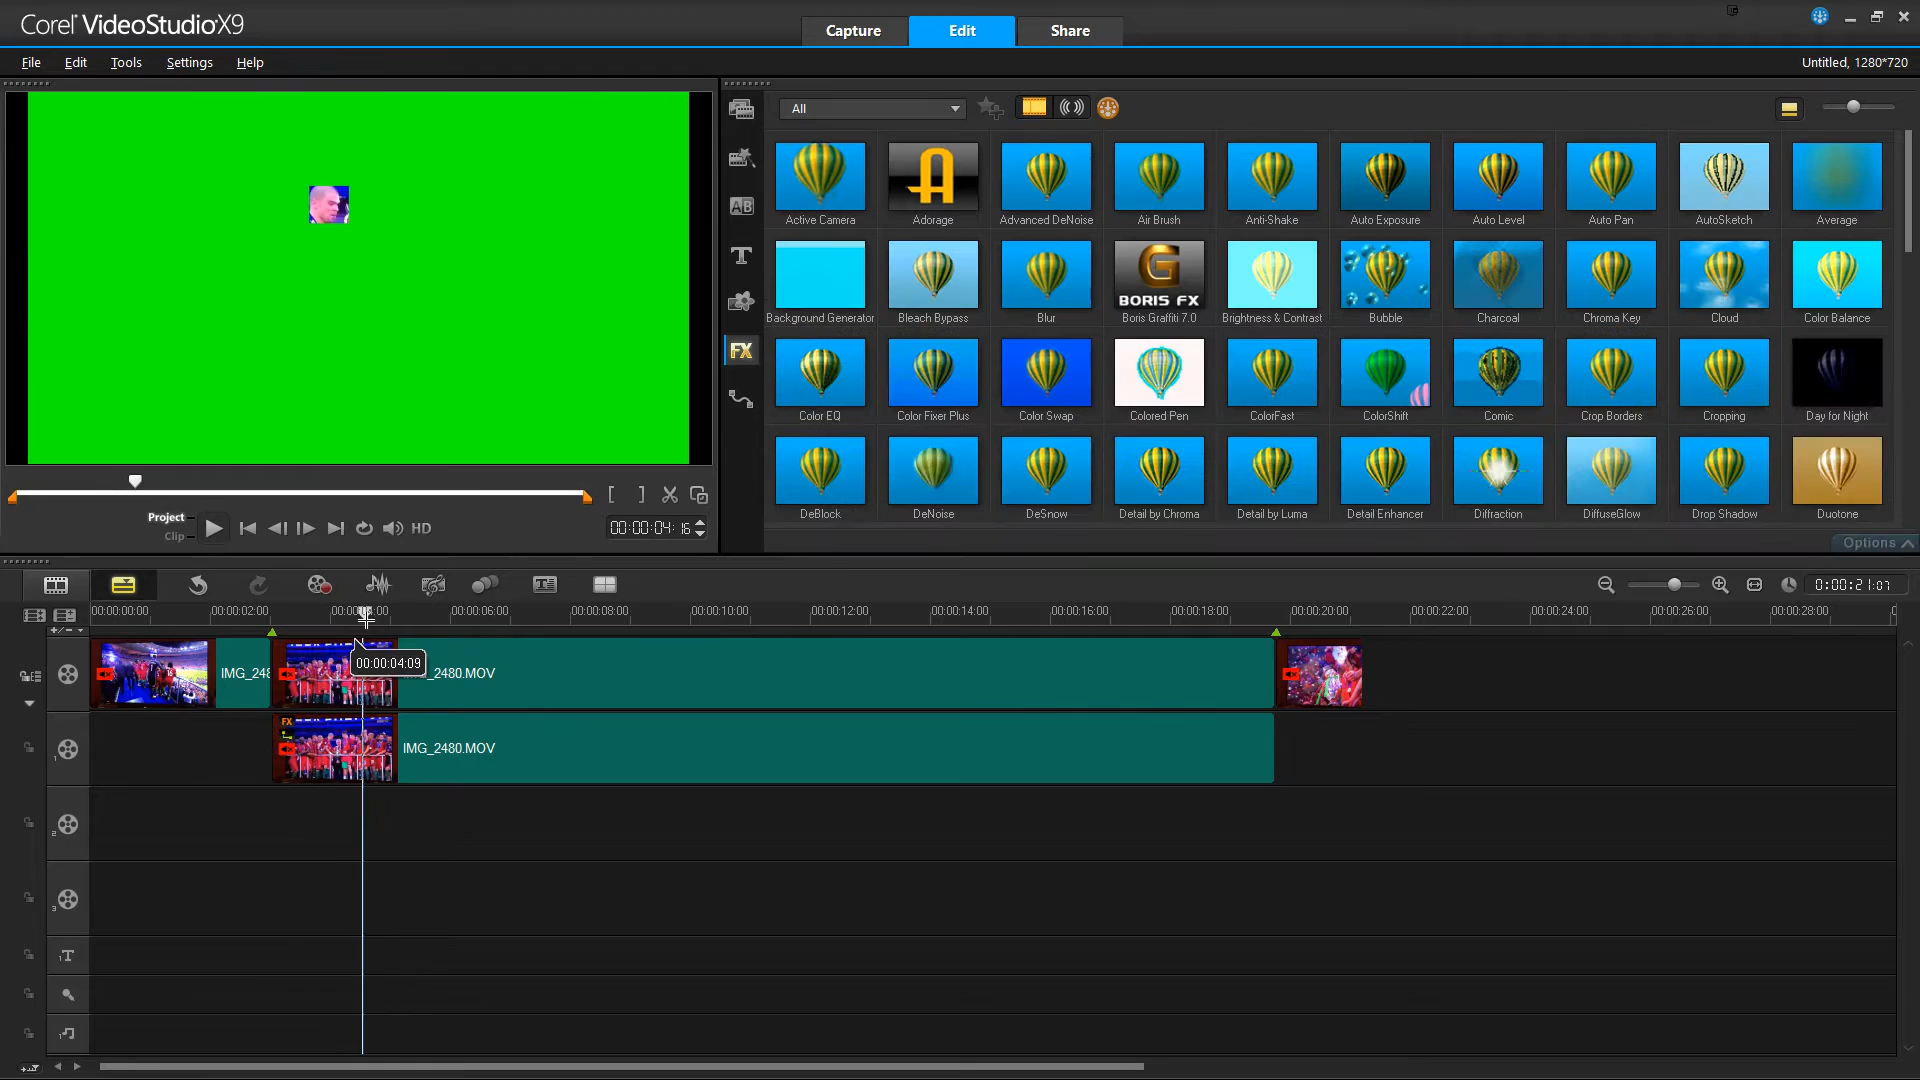 Corel VideoStudio X9
Capture
Edit
Share
File
Edit
Tools
Settings
Help
Untitled, 1280*720
All
Active Camera
Adorage
Advanced DeNoise
Air Brush
Anti-Shake
Auto Exposure
Auto Level
Auto Pan
AutoSketch
Average
BORIS FX
Background Generator
Bleach Bypass
Blur
Boris Graffiti 7.0
Brightness & Contrast
Bubble
Charcoal
Chroma Key
Cloud
Color Balance
AB
T
FX
Color EQ
Color Fixer Plus
Color Swap
Colored Pen
ColorFast
ColorShift
Comic
Crop Borders
Cropping
Day for Night
DeBlock
DeNoise
DeSnow
Detail by Chroma
Detail by Luma
Detail Enhancer
Diffraction
DiffuseGlow
Drop Shadow
Duotone
Project
Clip
HD
00:00:04:16
Options
0:00:21:07
00:00:00:00
00:00:02:00
00:00:06:00
00:00:08:00
00:00:10:00
00:00:12:00
00:00:14:00
00:00:16:00
00:00:18:00
00:00:20:00
00:00:22:00
00:00:24:00
00:00:26:00
00:00:28:00
IMG_248
00:00:04:09
_2480.MOV
FX
IMG_2480.MOV
1
2
3
1T
1